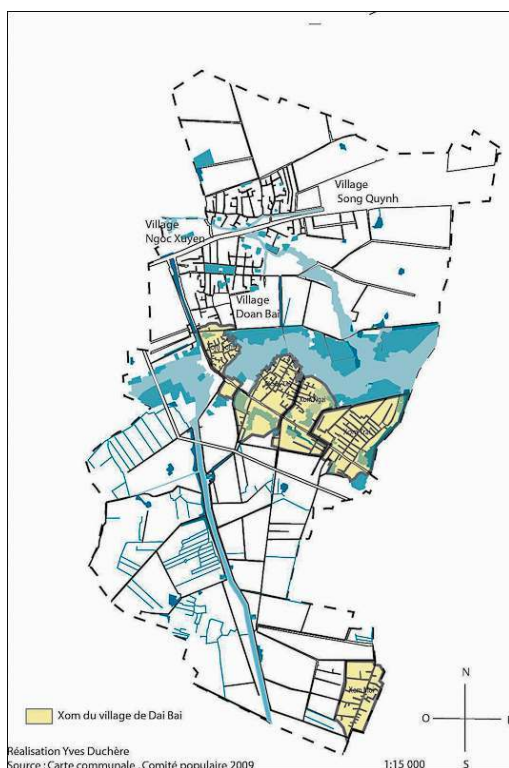 Village
Song Quynh
Village
Ngoc Xuyen
Village
Doan Bai
N
O
S
Xom du village de Dai Bai
Réalisation Yves Duchère
Source : Carte communale , Comité populaire 2009
1:15 000